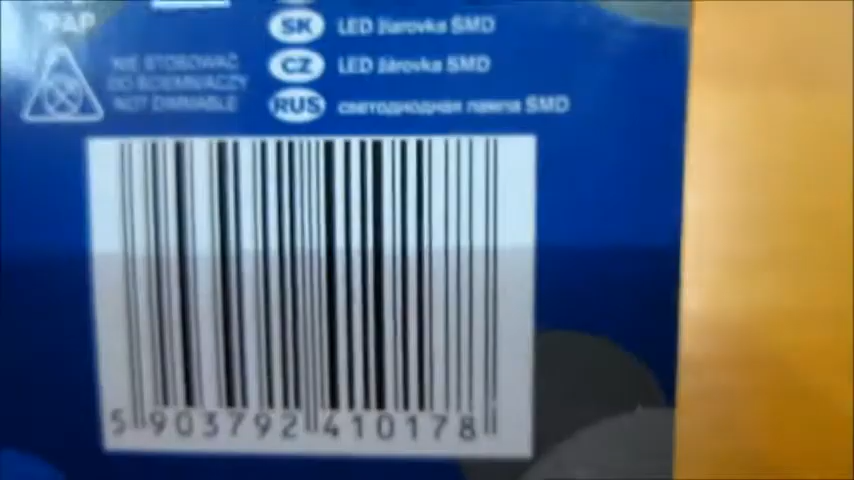 PAP
SK LED žiarovka SMD
CZ LED žárovka SMD
NIE STOSOWAĆ
DO ŚCIEMNIACZY
NOT DIMMABLE
RUS светодиодная лампа SMD
5 903792 410178